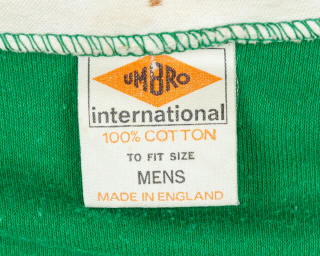 UMBRO
international
100% COTTON
TO FIT SIZE
MENS
MADE IN ENGLAND